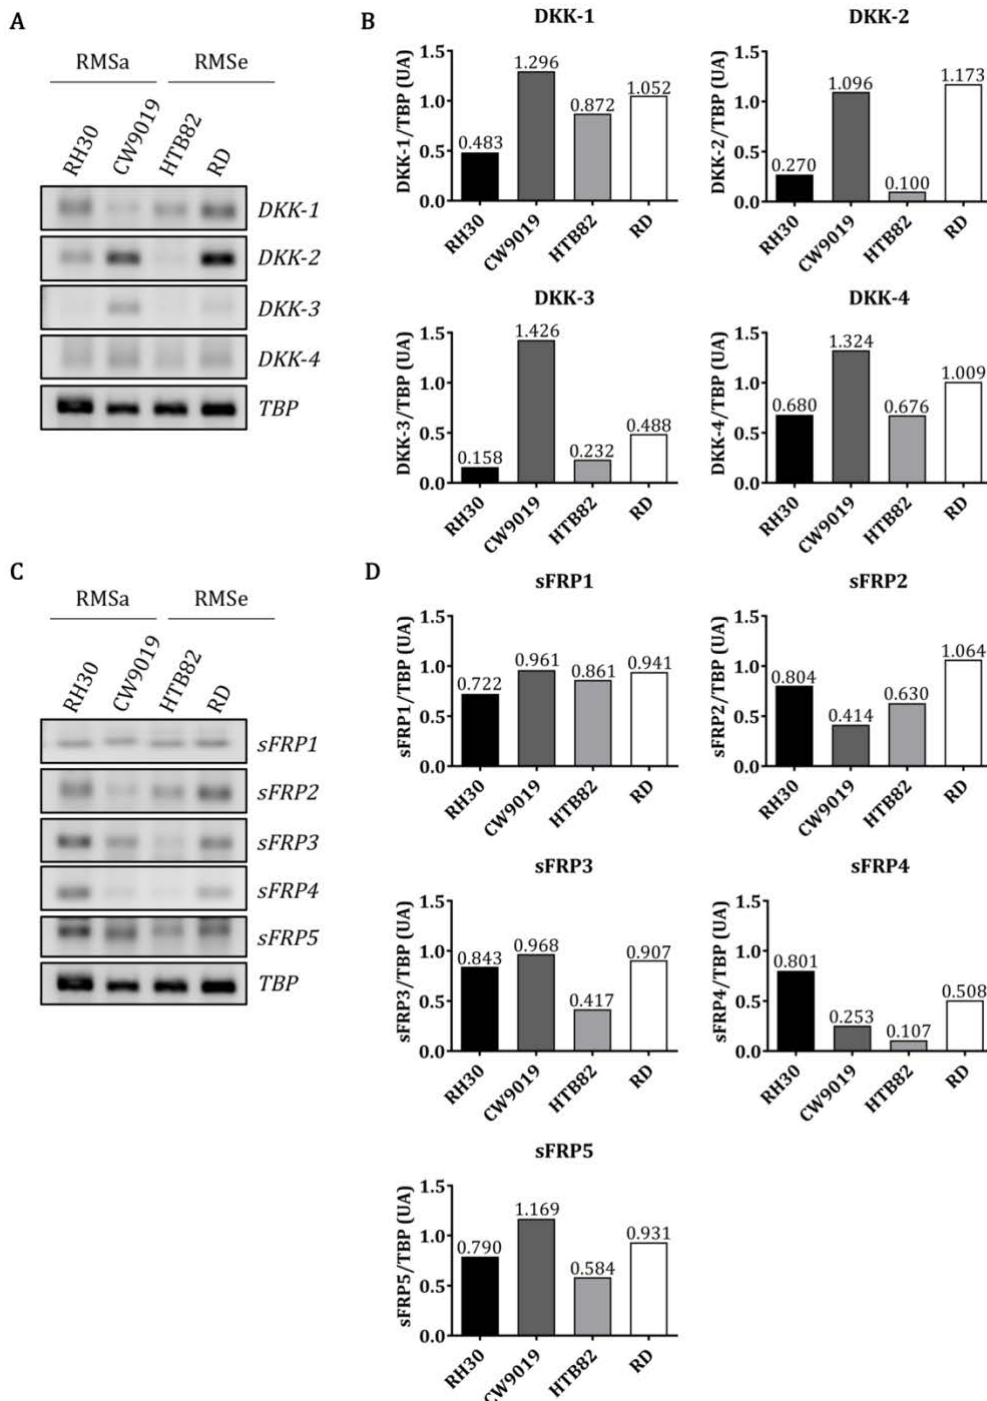 A
RMSa RMSe
RH30 CW9019 HTB82 RD
DKK-1
DKK-2
DKK-3
DKK-4
TBP
B
DKK-1
DKK-1/TBP (UA)
1.5
1.0
0.5
0.0
0.483 1.296 0.872 1.052
RH30 CW9019 HTB82 RD
DKK-2
DKK-2/TBP (UA)
1.5
1.0
0.5
0.0
0.270 1.096 0.100 1.173
RH30 CW9019 HTB82 RD
DKK-3
DKK-3/TBP (UA)
1.5
1.0
0.5
0.0
0.158 1.426 0.232 0.488
RH30 CW9019 HTB82 RD
DKK-4
DKK-4/TBP (UA)
1.5
1.0
0.5
0.0
0.680 1.324 0.676 1.009
RH30 CW9019 HTB82 RD
C
RMSa RMSe
RH30 CW9019 HTB82 RD
sFRP1
sFRP2
sFRP3
sFRP4
sFRP5
TBP
D
sFRP1
sFRP1/TBP (UA)
1.5
1.0
0.5
0.0
0.722 0.961 0.861 0.941
RH30 CW9019 HTB82 RD
sFRP2
sFRP2/TBP (UA)
1.5
1.0
0.5
0.0
0.804 0.414 0.630 1.064
RH30 CW9019 HTB82 RD
sFRP3
sFRP3/TBP (UA)
1.5
1.0
0.5
0.0
0.843 0.968 0.417 0.907
RH30 CW9019 HTB82 RD
sFRP4
sFRP4/TBP (UA)
1.5
1.0
0.5
0.0
0.801 0.253 0.107 0.508
RH30 CW9019 HTB82 RD
sFRP5
sFRP5/TBP (UA)
1.5
1.0
0.5
0.0
0.790 1.169 0.584 0.931
RH30 CW9019 HTB82 RD